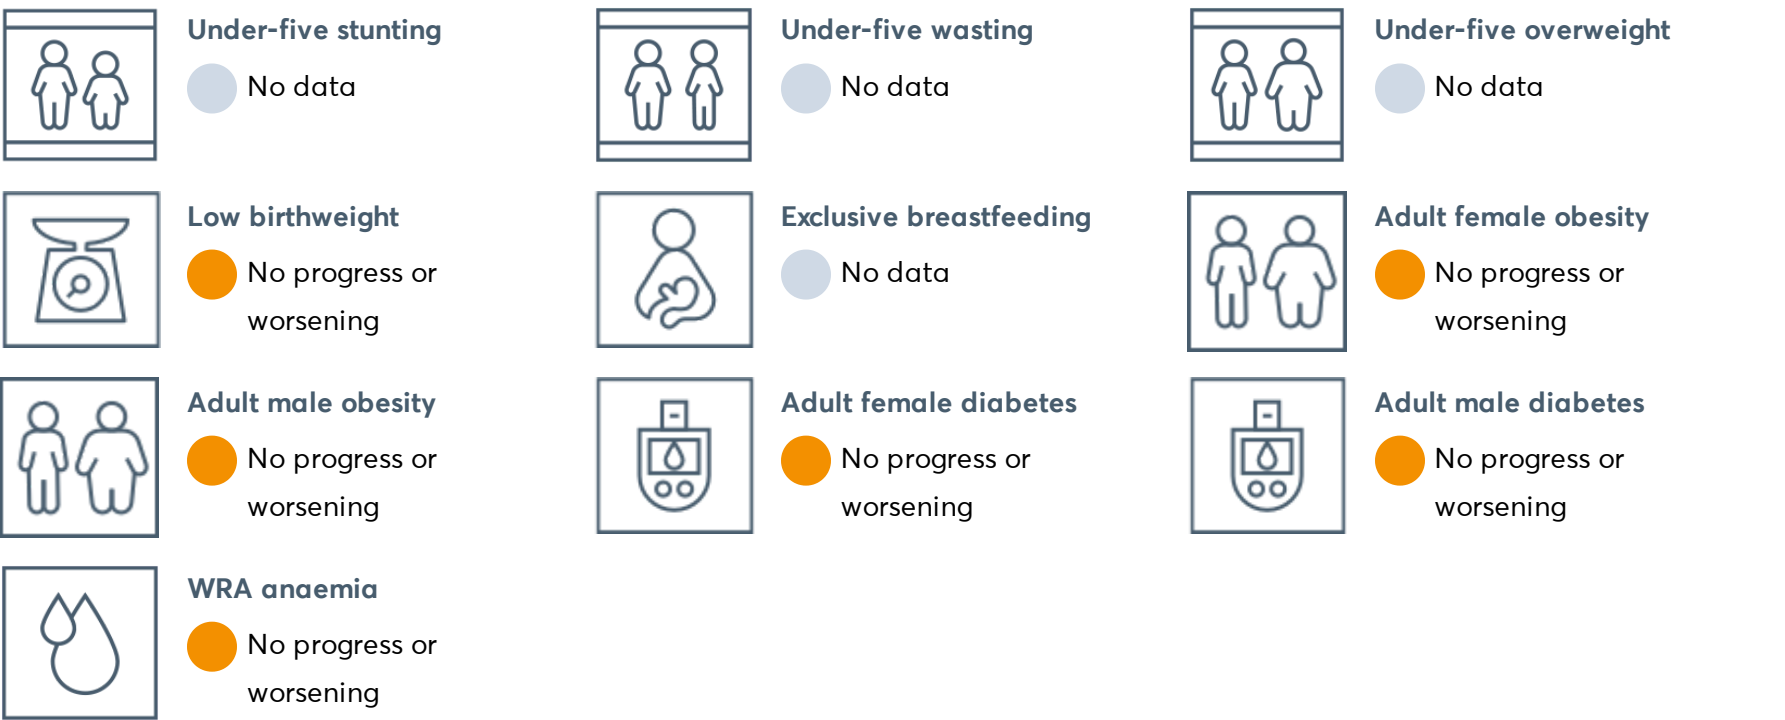 Under-five stunting
No data
Under-five wasting
No data
Under-five overweight
No data
Low birthweight
No progress or
worsening
Exclusive breastfeeding
No data
Adult female obesity
No progress or
worsening
Adult male obesity
No progress or
worsening
Adult female diabetes
No progress or
worsening
Adult male diabetes
No progress or
worsening
WRA anaemia
No progress or
worsening